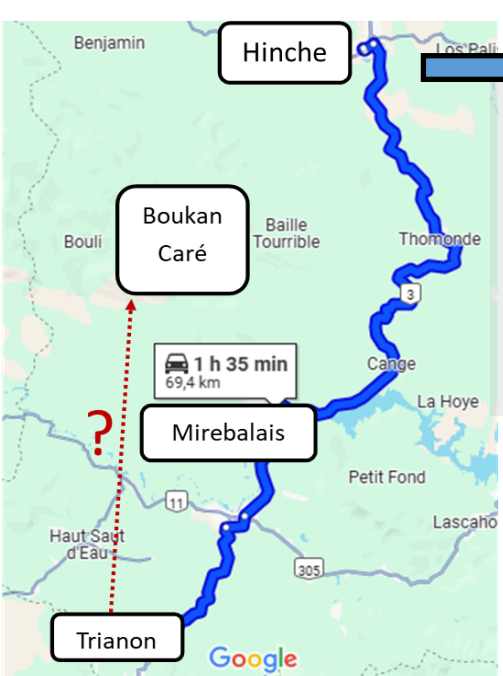 Benjamin
Hinche
Los Palis
Boukan
Caré
Bouli
Baille
Tourrible
Thomonde
3
1 h 35 min
69,4 km
Cange
La Hoye
Mirebalais
?
Petit Fond
11
Lascaho
Haut Saut
d'Eau
305
Trianon
Google